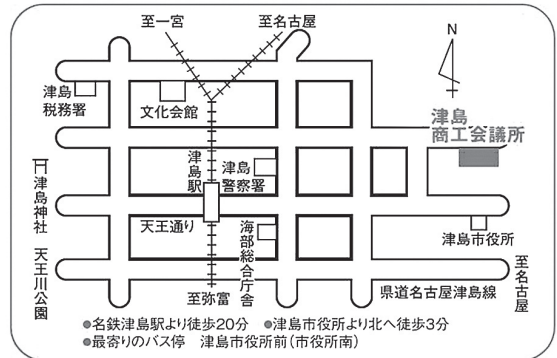 至一宮
至名古屋
N
津島
税務署
文化会館
津島
商工会議所
津島駅
津島
警察署
津島神社
天王川公園
天王通り
海部総合庁舎
津島市役所
至弥富
県道名古屋津島線
至名古屋
●名鉄津島駅より徒歩20分 ●津島市役所より北へ徒歩3分
●最寄りのバス停 津島市役所前(市役所南)